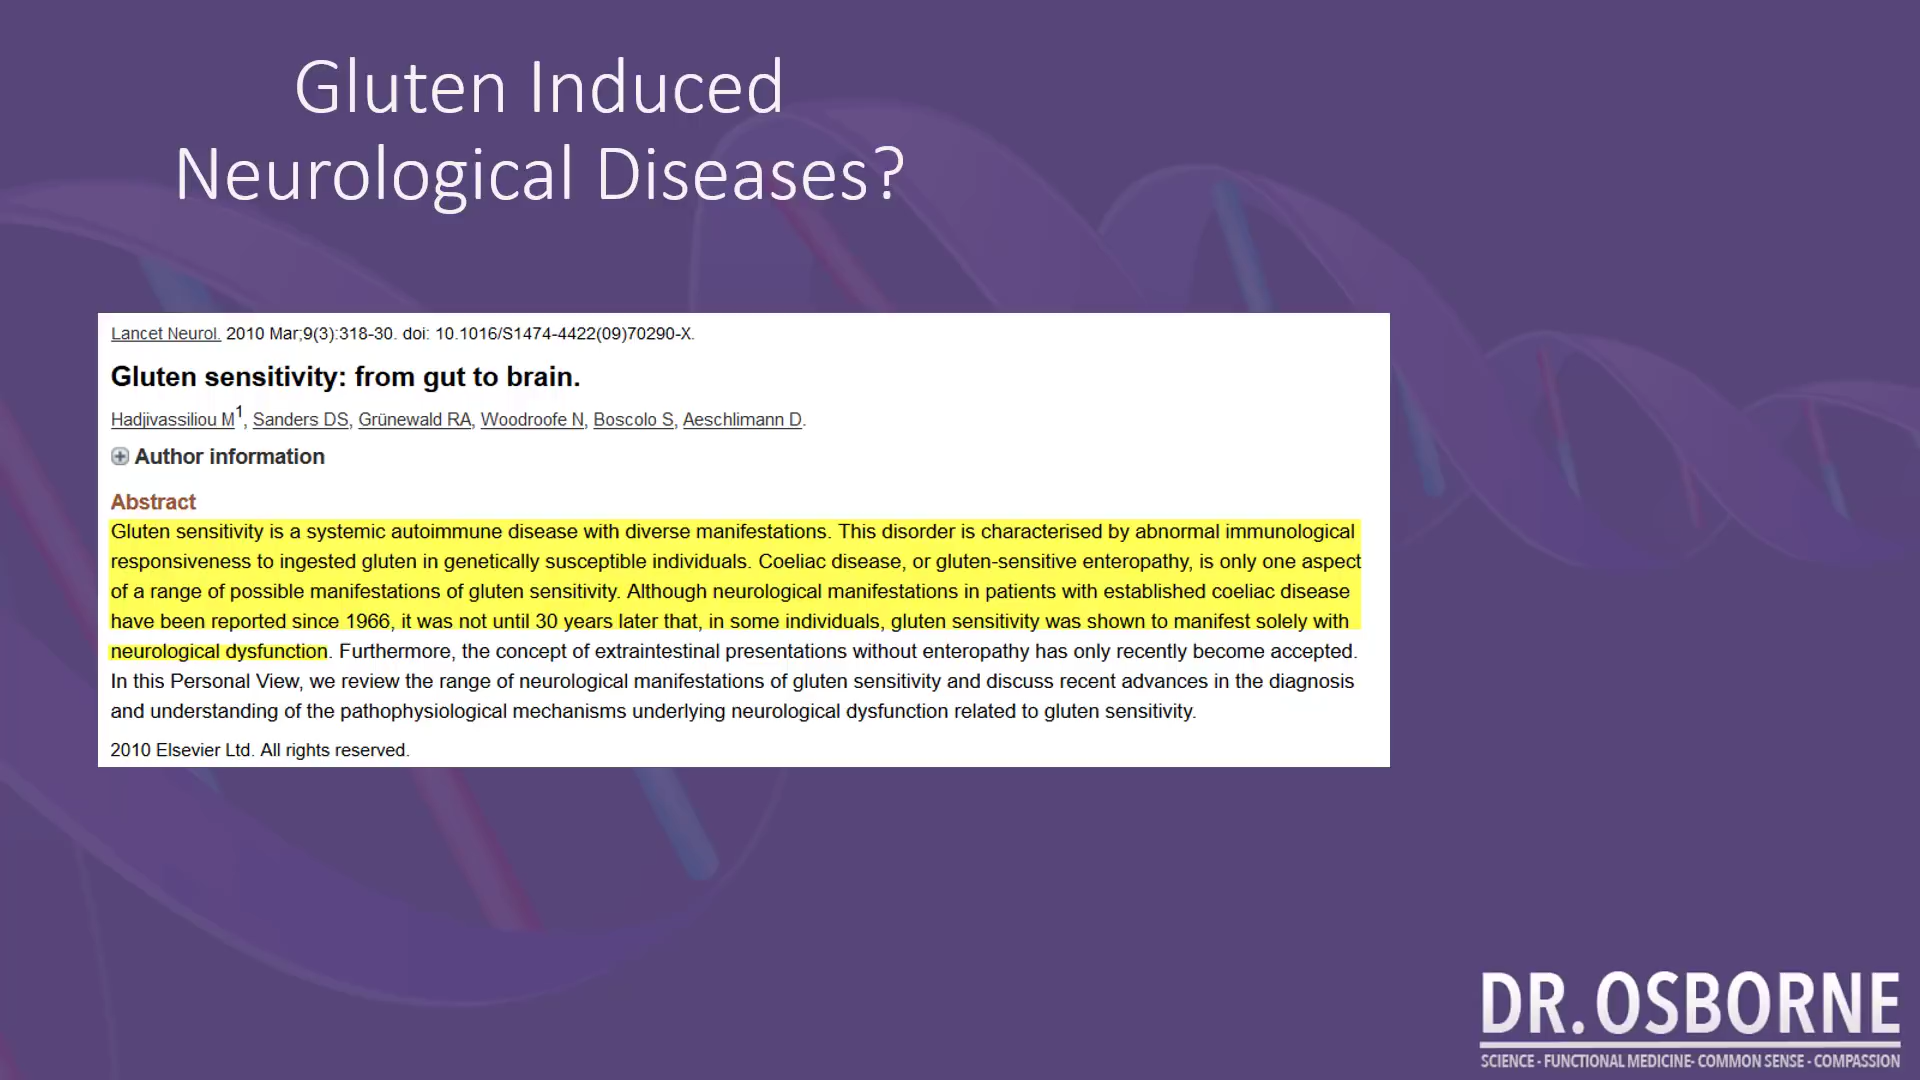 Gluten Induced
Neurological Diseases?
Lancet Neurol. 2010 Mar;9(3):318-30. doi: 10.1016/S1474-4422(09)70290-X.
Gluten sensitivity: from gut to brain.
Hadjivassiliou M1, Sanders DS, Grünewald RA, Woodroofe N, Boscolo S, Aeschlimann D.
Author information
Abstract
Gluten sensitivity is a systemic autoimmune disease with diverse manifestations. This disorder is characterised by abnormal immunological
responsiveness to ingested gluten in genetically susceptible individuals. Coeliac disease, or gluten-sensitive enteropathy, is only one aspect
of a range of possible manifestations of gluten sensitivity. Although neurological manifestations in patients with established coeliac disease
have been reported since 1966, it was not until 30 years later that, in some individuals, gluten sensitivity was shown to manifest solely with
neurological dysfunction. Furthermore, the concept of extraintestinal presentations without enteropathy has only recently become accepted.
In this Personal View, we review the range of neurological manifestations of gluten sensitivity and discuss recent advances in the diagnosis
and understanding of the pathophysiological mechanisms underlying neurological dysfunction related to gluten sensitivity.
2010 Elsevier Ltd. All rights reserved.
DR. OSBORNE
SCIENCE - FUNCTIONAL MEDICINE- COMMON SENSE - COMPASSION